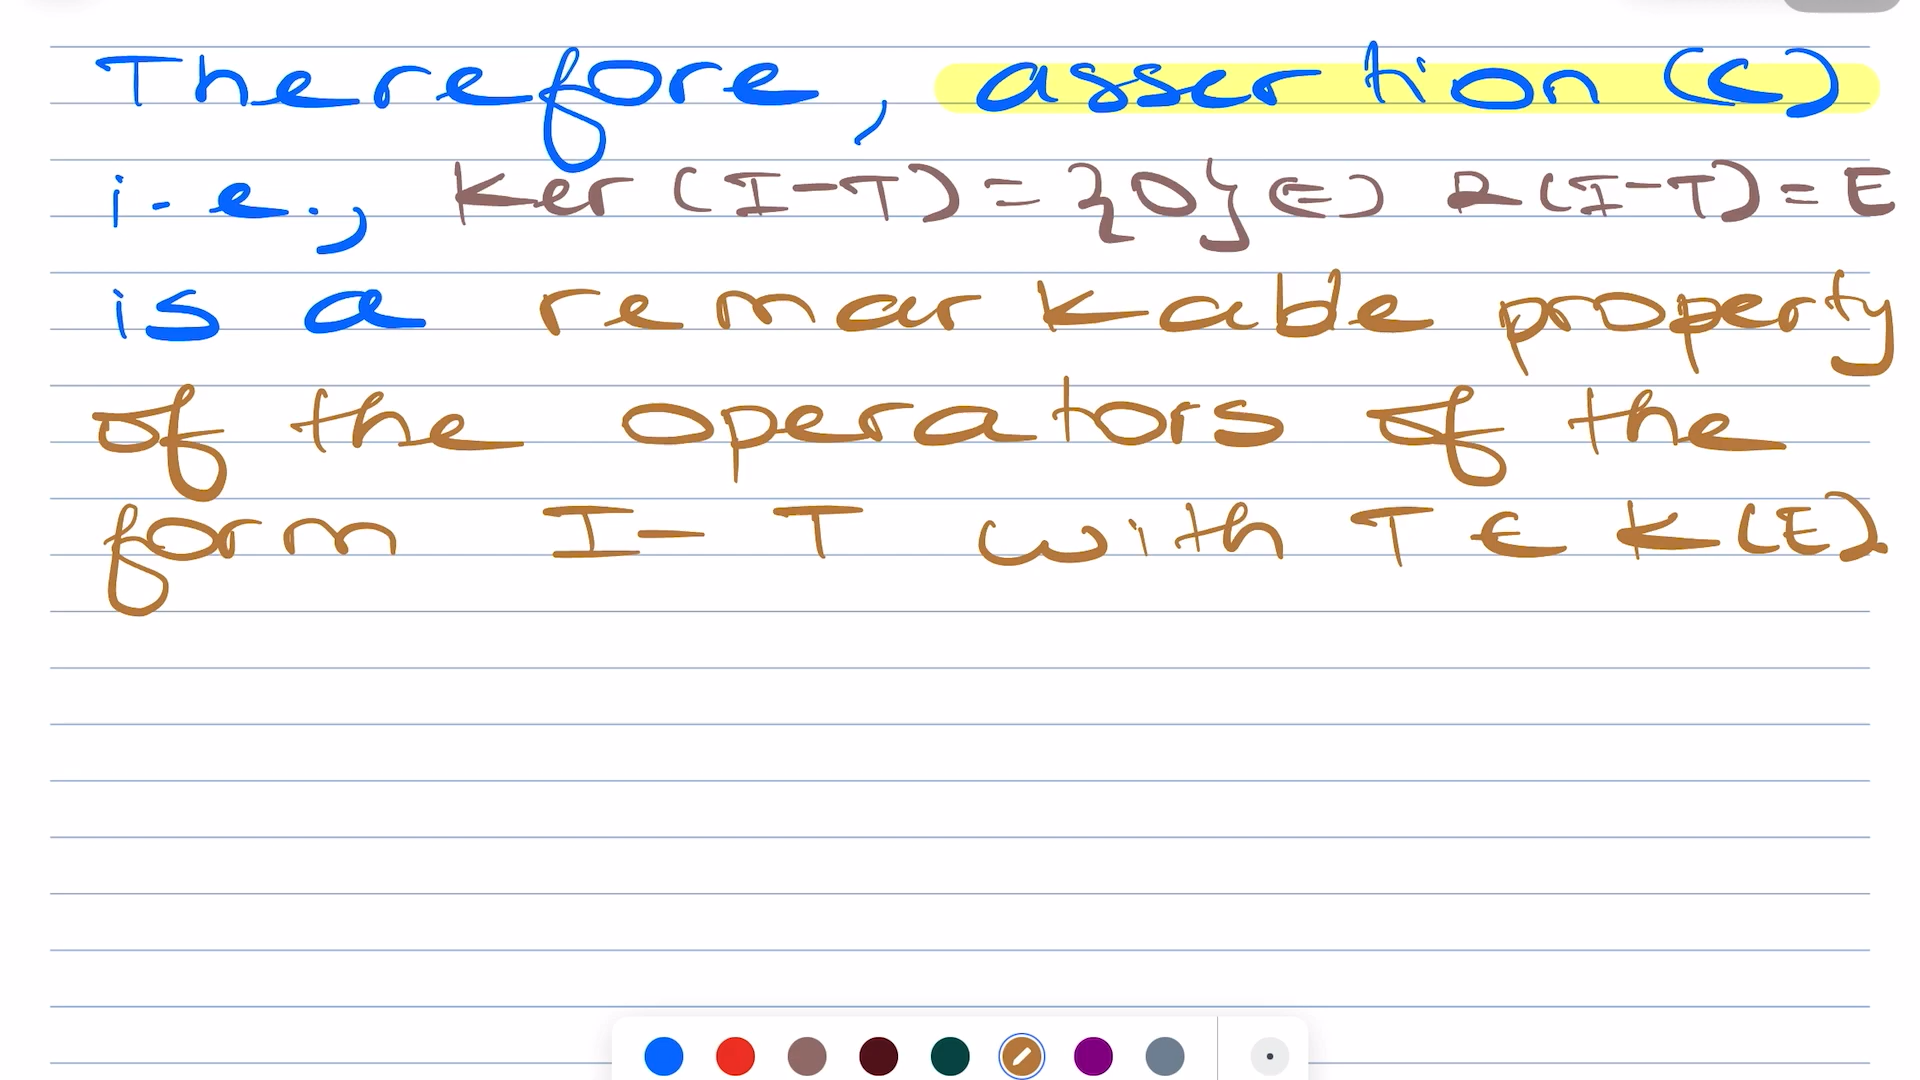 Therefore, assertion (c)
i.e., Ker (I-T) = {0} ⇔ R(I-T) = E
is a remarkable property
of the operators of the
form I - T with T ∈ K(E).